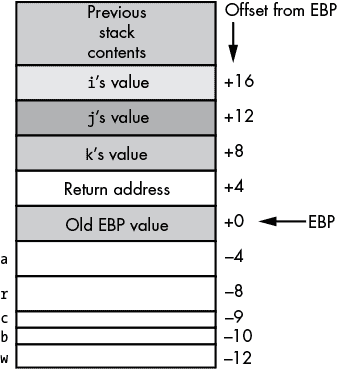 Previous
stack
contents
Offset from EBP
i's value +16
j's value +12
k's value +8
Return address +4
Old EBP value +0 EBP
a −4
r −8
c −9
b −10
w −12